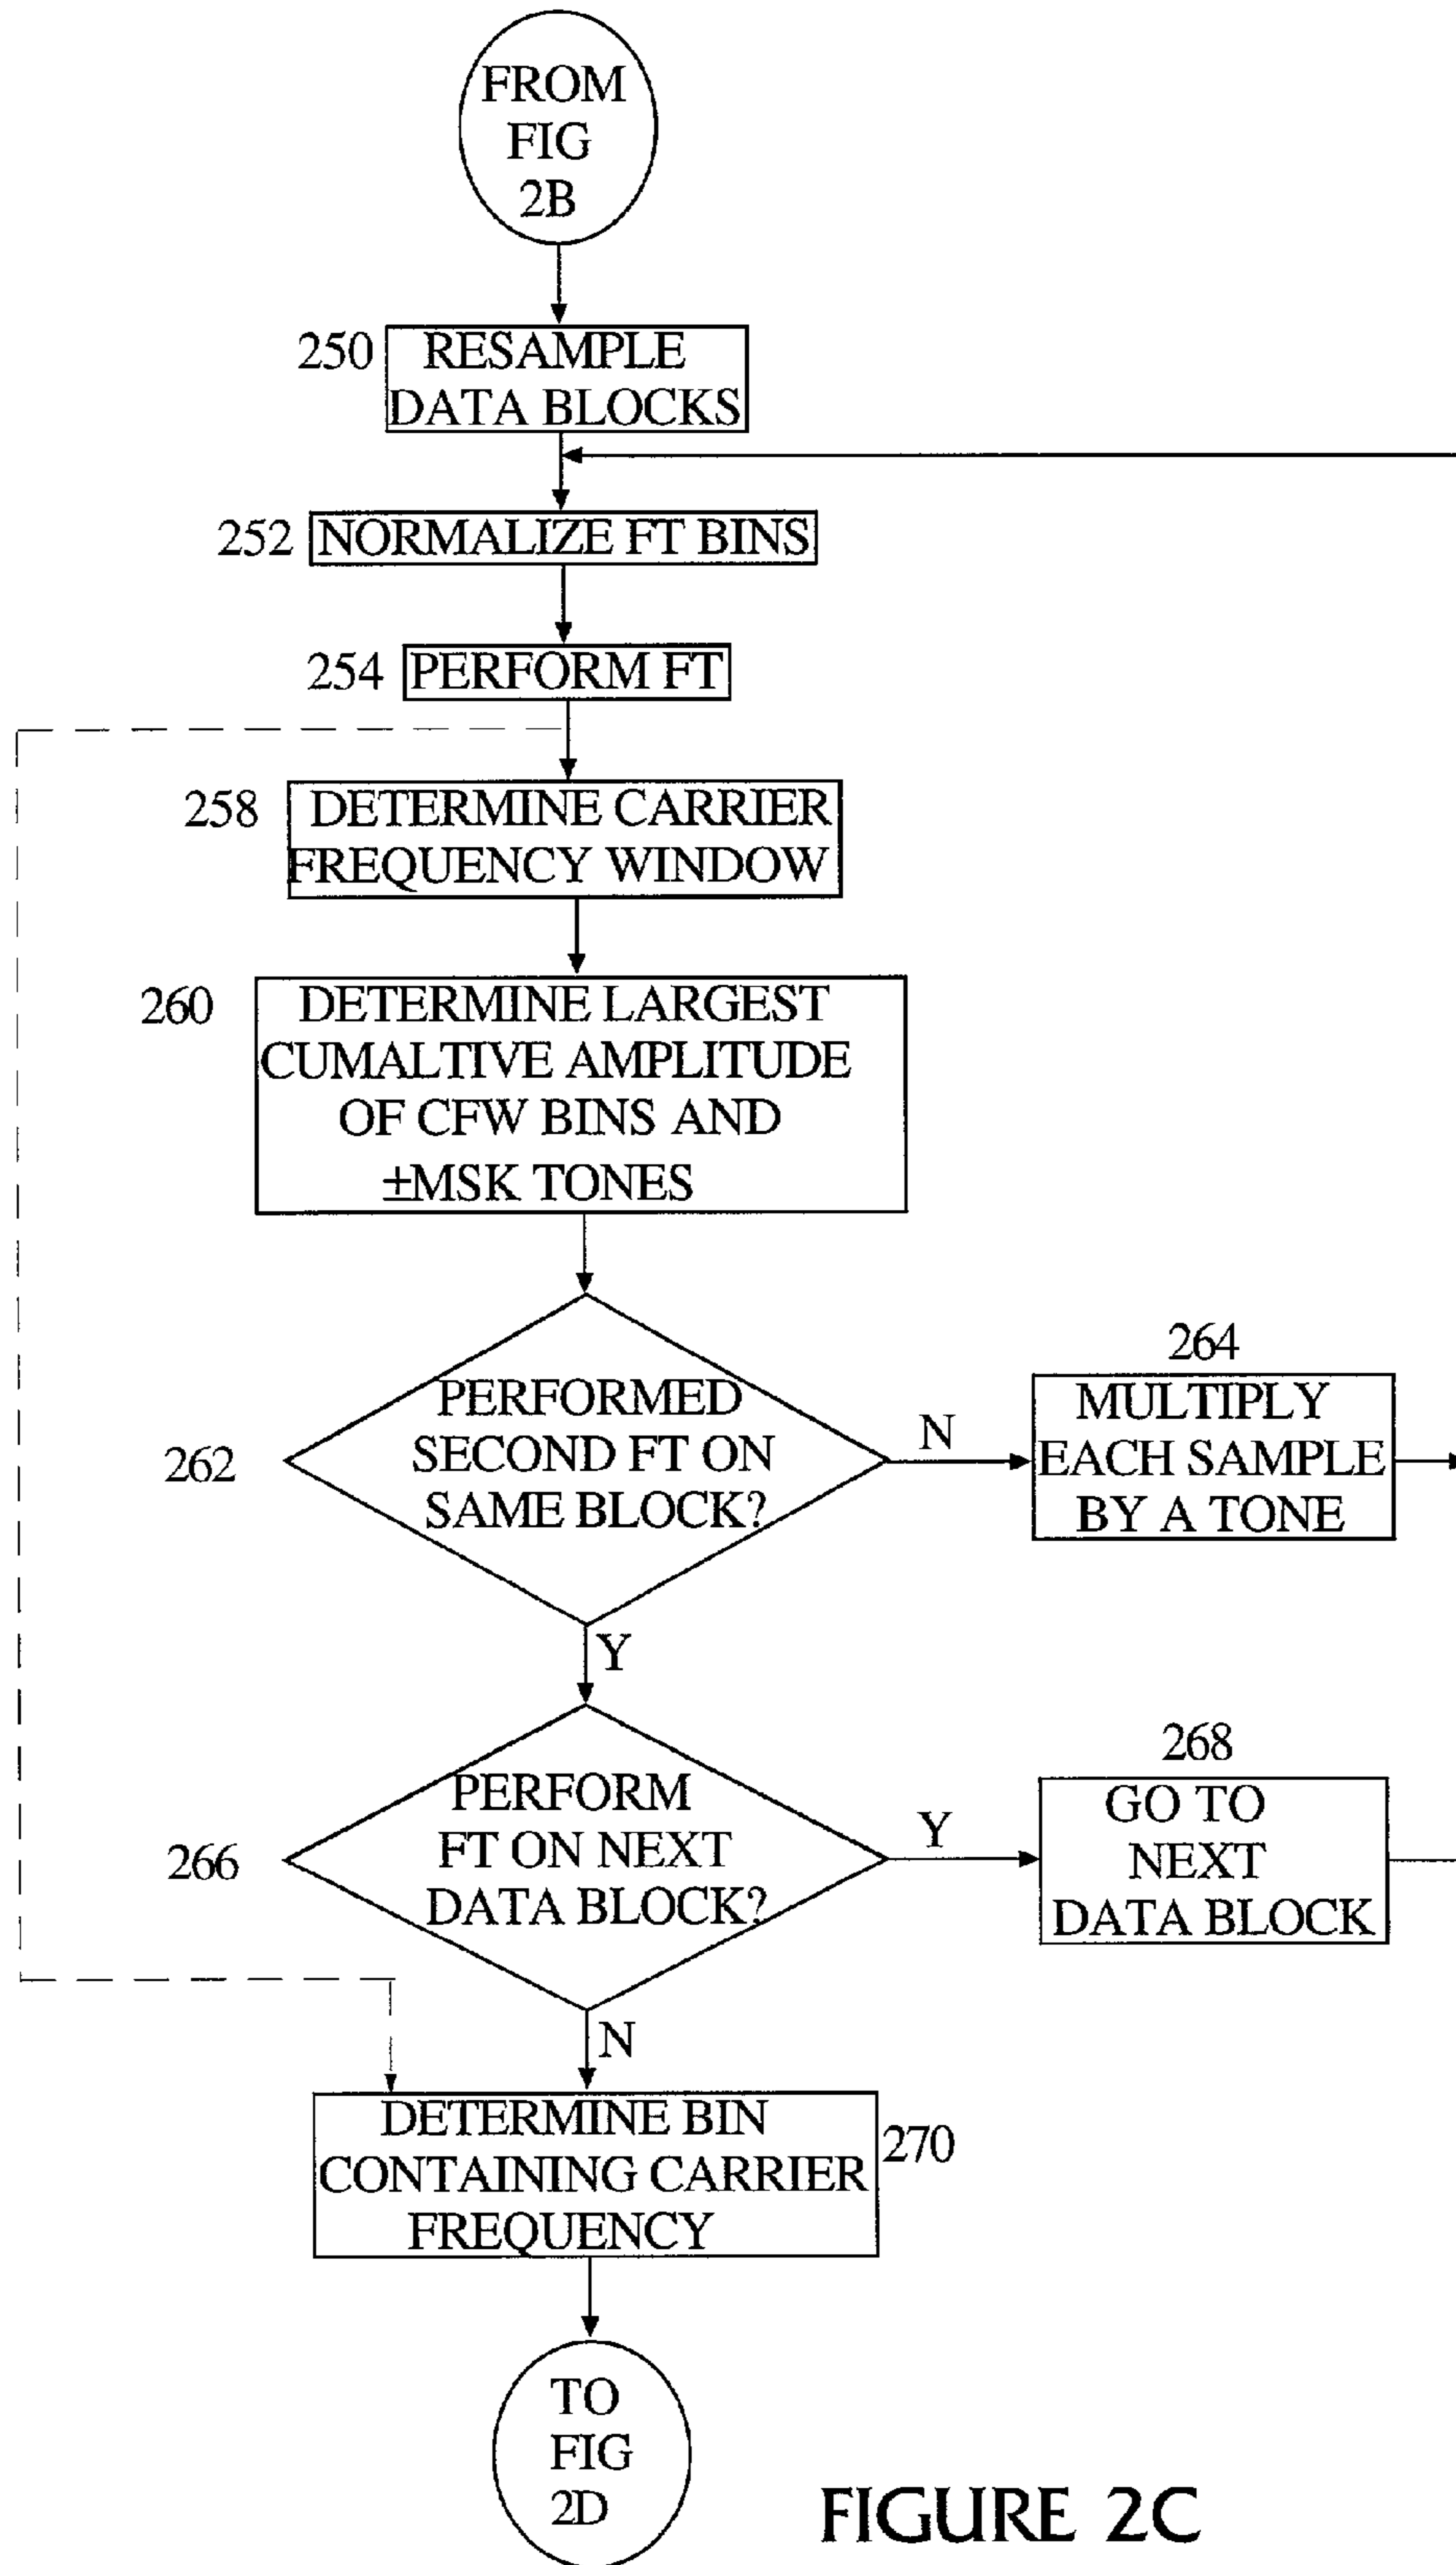 FROM
FIG
2B
250
RESAMPLE
DATA BLOCKS
252
NORMALIZE FT BINS
254
PERFORM FT
258
DETERMINE CARRIER
FREQUENCY WINDOW
260
DETERMINE LARGEST
CUMALTIVE AMPLITUDE
OF CFW BINS AND
±MSK TONES
262
PERFORMED
SECOND FT ON
SAME BLOCK?
N
264
MULTIPLY
EACH SAMPLE
BY A TONE
Y
266
PERFORM
FT ON NEXT
DATA BLOCK?
Y
268
GO TO
NEXT
DATA BLOCK
N
DETERMINE BIN
CONTAINING CARRIER
FREQUENCY
270
TO
FIG
2D
FIGURE 2C